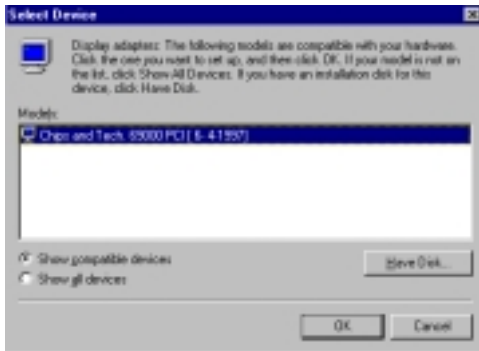 Select Device
Display adapters: The following models are compatible with your hardware.
Click the one you want to set up, and then click OK. If your model is not on
the list, click Show All Devices. If you have an installation disk for this
device, click Have Disk.
Models:
Chips and Tech. 69000 PCI [ 6- 4-1997]
Show compatible devices
Show all devices
Have Disk...
OK
Cancel